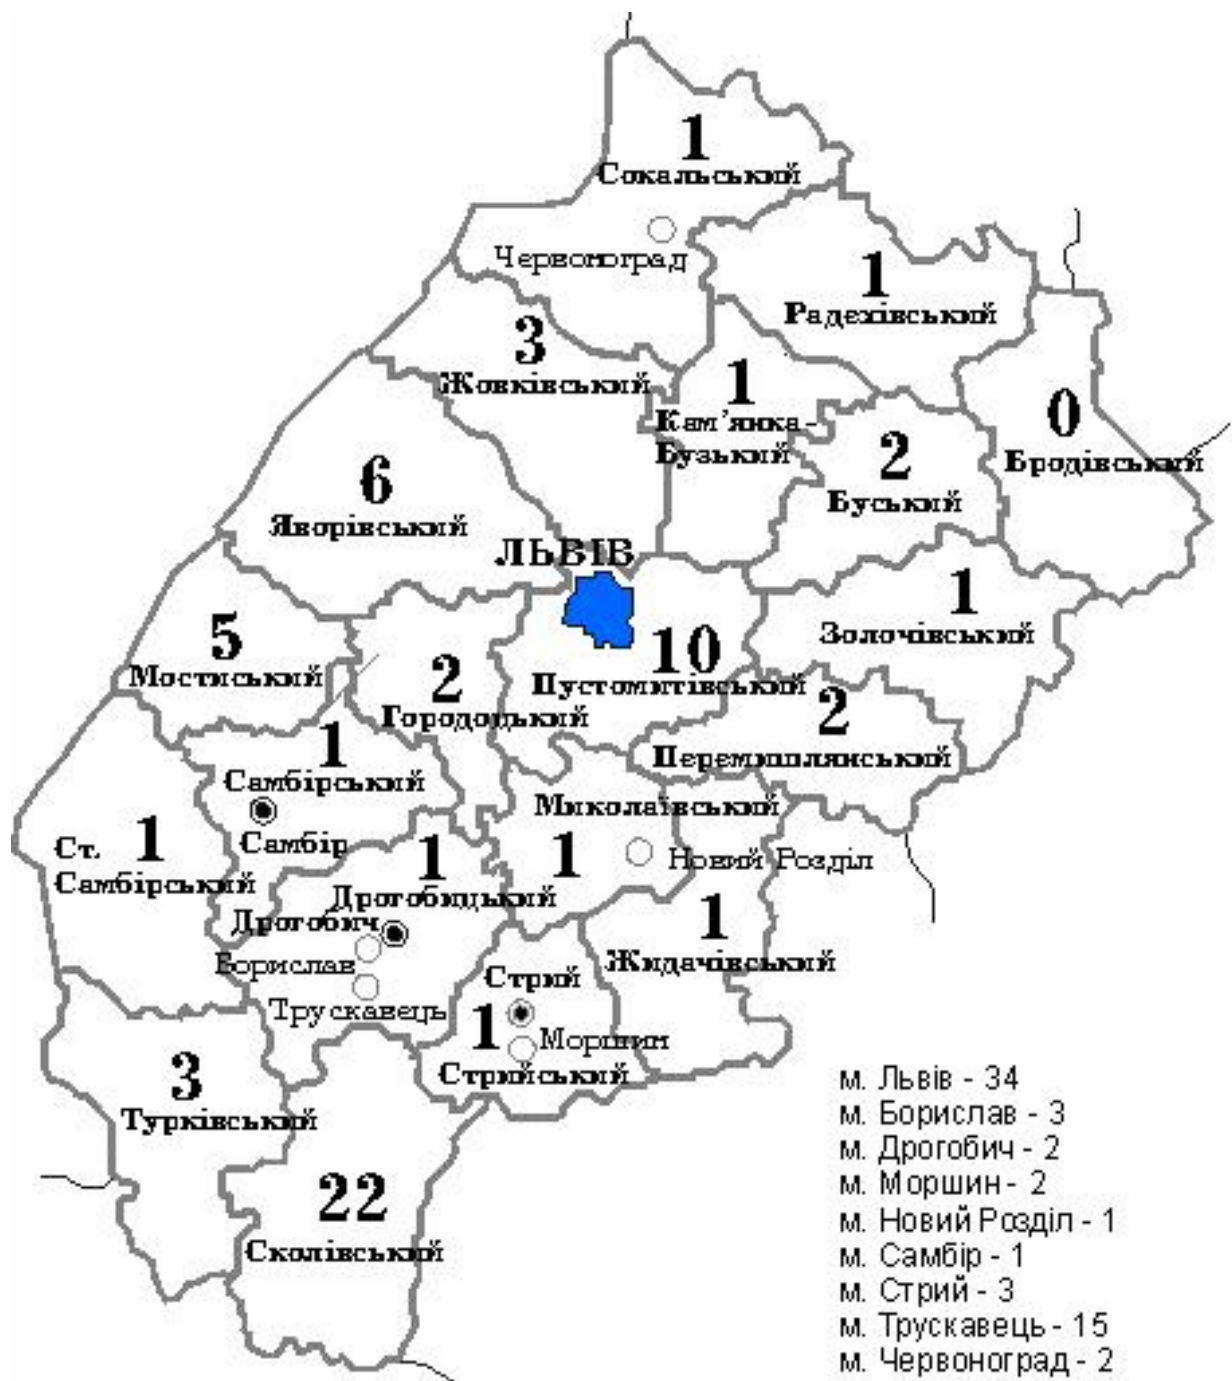 1
Сокальський
Червоноград
1
Радехівський
3
Жовківський
1
Кам'янка-
Бузький
0
Бродівський
2
Буський
6
Яворівський
ЛЬВІВ
1
Золочівський
5
Мостиський
10
Пустомитівський
2
Городоцький
2
Перемишлянський
1
Самбірський
Самбір
Миколаївський
1
Новий Розділ
Ст.
1
Самбірський
1
Дрогобицький
Дрогобич
Борислав
Трускавець
1
Жидачівський
Стрий
1
Моршин
Стрийський
3
Турківський
22
Сколівський
м. Львів - 34
м. Борислав - 3
м. Дрогобич - 2
м. Моршин - 2
м. Новий Розділ - 1
м. Самбір - 1
м. Стрий - 3
м. Трускавець - 15
м. Червоноград - 2